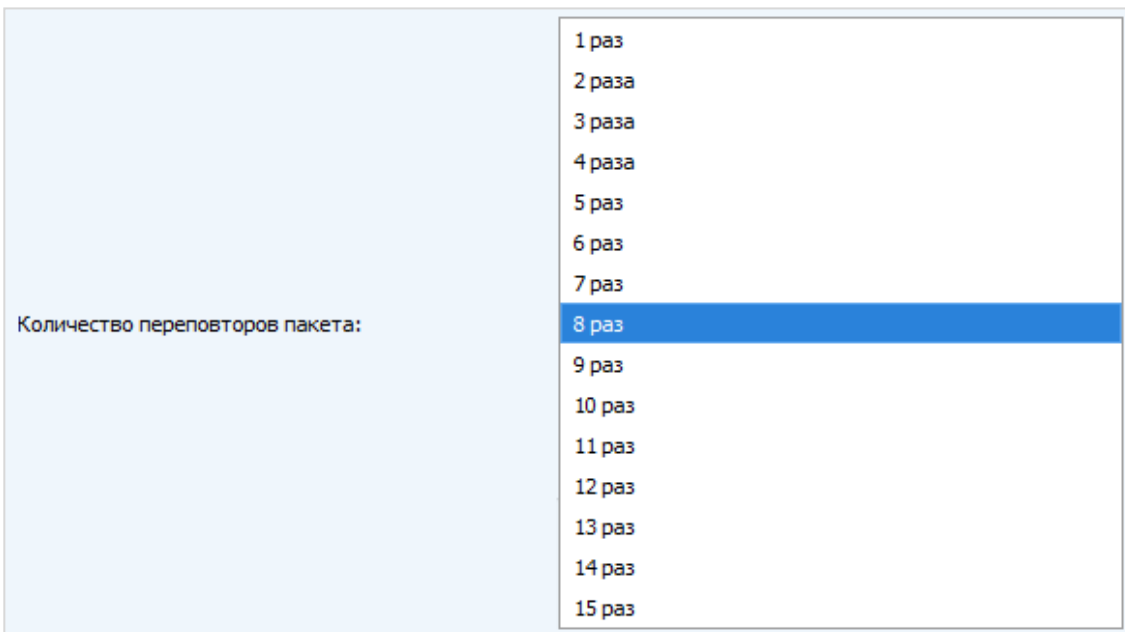 1 раз
2 раза
3 раза
4 раза
5 раз
6 раз
7 раз
Количество переповторов пакета:
8 раз
9 раз
10 раз
11 раз
12 раз
13 раз
14 раз
15 раз